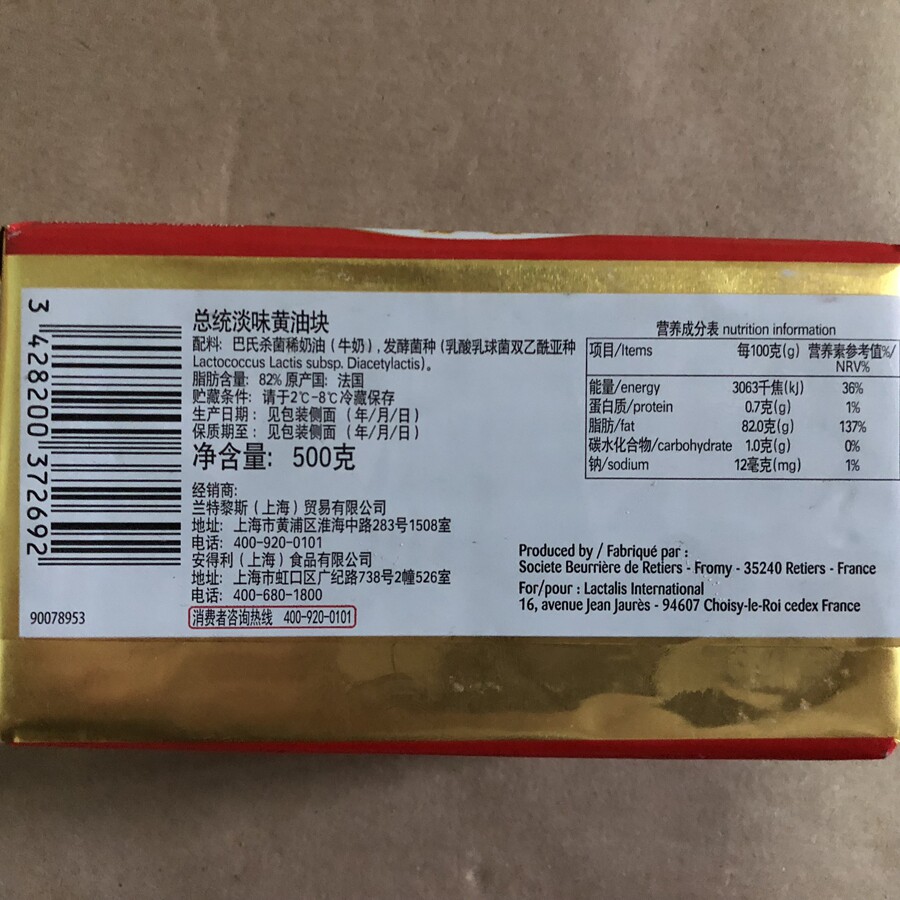 3 428200 372692
90078953
总统淡味黄油块
配料: 巴氏杀菌稀奶油（牛奶）, 发酵菌种（乳酸乳球菌双乙酰亚种
Lactococcus Lactis subsp. Diacetylactis)。
脂肪含量: 82% 原产国: 法国
贮藏条件: 请于2℃-8℃冷藏保存
生产日期: 见包装侧面（年/月/日）
保质期至: 见包装侧面（年/月/日）
净含量: 500克
经销商:
兰特黎斯（上海）贸易有限公司
地址: 上海市黄浦区淮海中路283号1508室
电话: 400-920-0101
安得利（上海）食品有限公司
地址: 上海市虹口区广纪路738号2幢526室
电话: 400-680-1800
消费者咨询热线 400-920-0101
营养成分表 nutrition information
项目/Items 每100克(g) 营养素参考值%/
NRV%
能量/energy 3063千焦(kJ) 36%
蛋白质/protein 0.7克(g) 1%
脂肪/fat 82.0克(g) 137%
碳水化合物/carbohydrate 1.0克(g) 0%
钠/sodium 12毫克(mg) 1%
Produced by / Fabriqué par :
Societe Beurrière de Retiers - Fromy - 35240 Retiers - France
For/pour : Lactalis International
16, avenue Jean Jaurès - 94607 Choisy-le-Roi cedex France